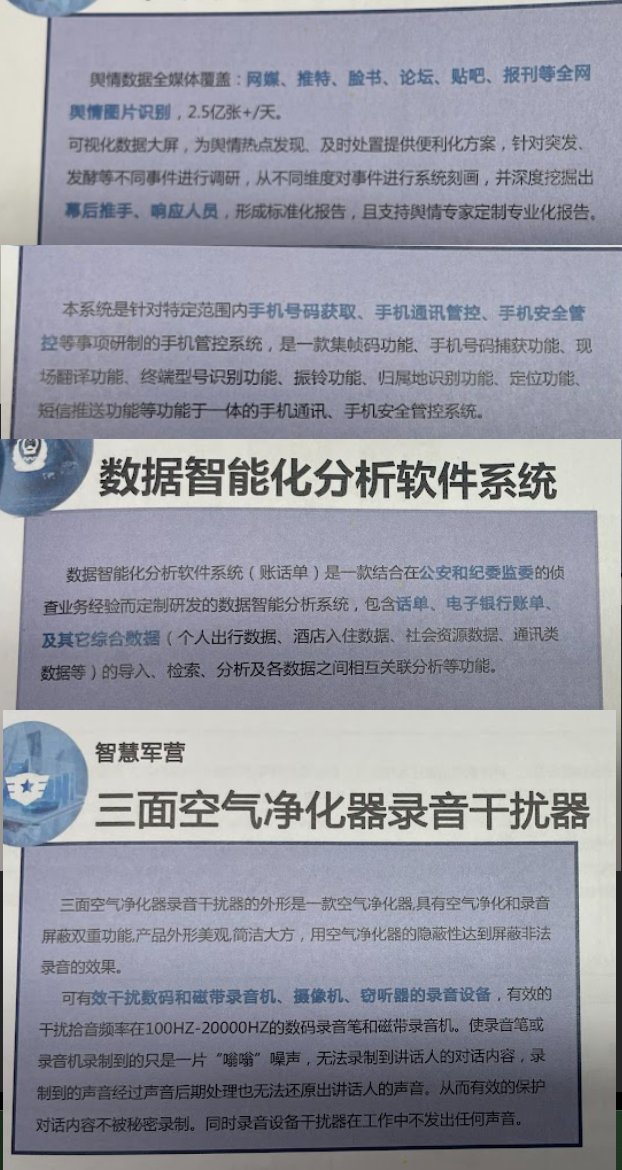 舆情数据全媒体覆盖：网媒、推特、脸书、论坛、贴吧、报刊等全网
舆情图片识别，2.5亿张+/天。
可视化数据大屏，为舆情热点发现、及时处置提供便利化方案，针对突发、
发酵等不同事件进行调研，从不同维度对事件进行系统刻画，并深度挖掘出
幕后推手、响应人员，形成标准化报告，且支持舆情专家定制专业化报告。
本系统是针对特定范围内手机号码获取、手机通讯管控、手机安全管
控等事项研制的手机管控系统，是一款集帧码功能、手机号码捕获功能、现
场翻译功能、终端型号识别功能、振铃功能、归属地识别功能、定位功能、
短信推送功能等功能于一体的手机通讯、手机安全管控系统。
数据智能化分析软件系统
数据智能化分析软件系统（账话单）是一款结合在公安和纪委监委的侦
查业务经验而定制研发的数据智能分析系统，包含话单、电子银行账单、
及其它综合数据（个人出行数据、酒店入住数据、社会资源数据、通讯类
数据等）的导入、检索、分析及各数据之间相互关联分析等功能。
智慧军营
三面空气净化器录音干扰器
三面空气净化器录音干扰器的外形是一款空气净化器,具有空气净化和录音
屏蔽双重功能,产品外形美观,简洁大方，用空气净化器的隐蔽性达到屏蔽非法
录音的效果。
可有效干扰数码和磁带录音机、摄像机、窃听器的录音设备，有效的
干扰拾音频率在100HZ-20000HZ的数码录音笔和磁带录音机。使录音笔或
录音机录制到的只是一片“嗡嗡”噪声，无法录制到讲话人的对话内容，录
制到的声音经过声音后期处理也无法还原出讲话人的声音。从而有效的保护
对话内容不被秘密录制。同时录音设备干扰器在工作中不发出任何声音。